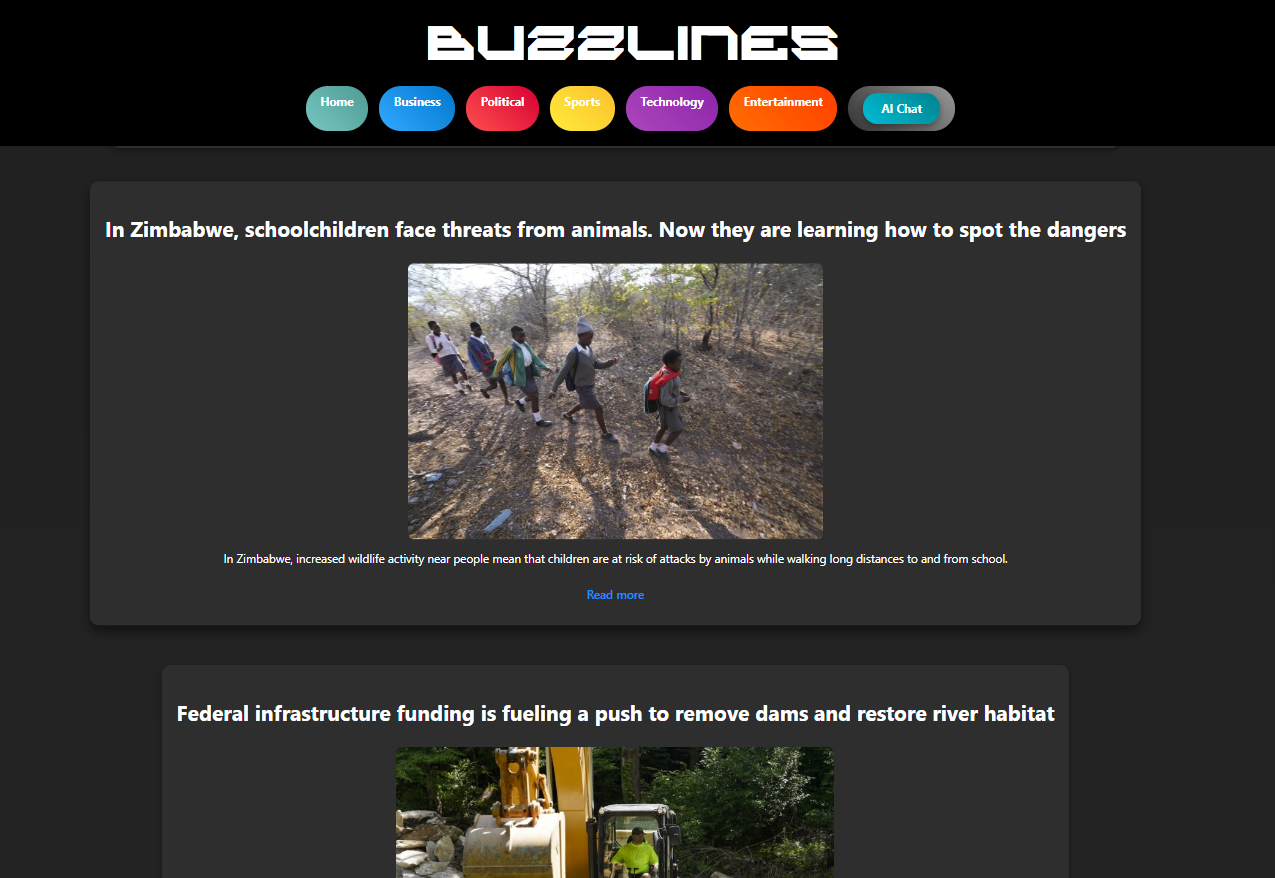 BUZZLINES
Home Business Political Sports Technology Entertainment AI Chat
In Zimbabwe, schoolchildren face threats from animals. Now they are learning how to spot the dangers
In Zimbabwe, increased wildlife activity near people mean that children are at risk of attacks by animals while walking long distances to and from school.
Read more
Federal infrastructure funding is fueling a push to remove dams and restore river habitat